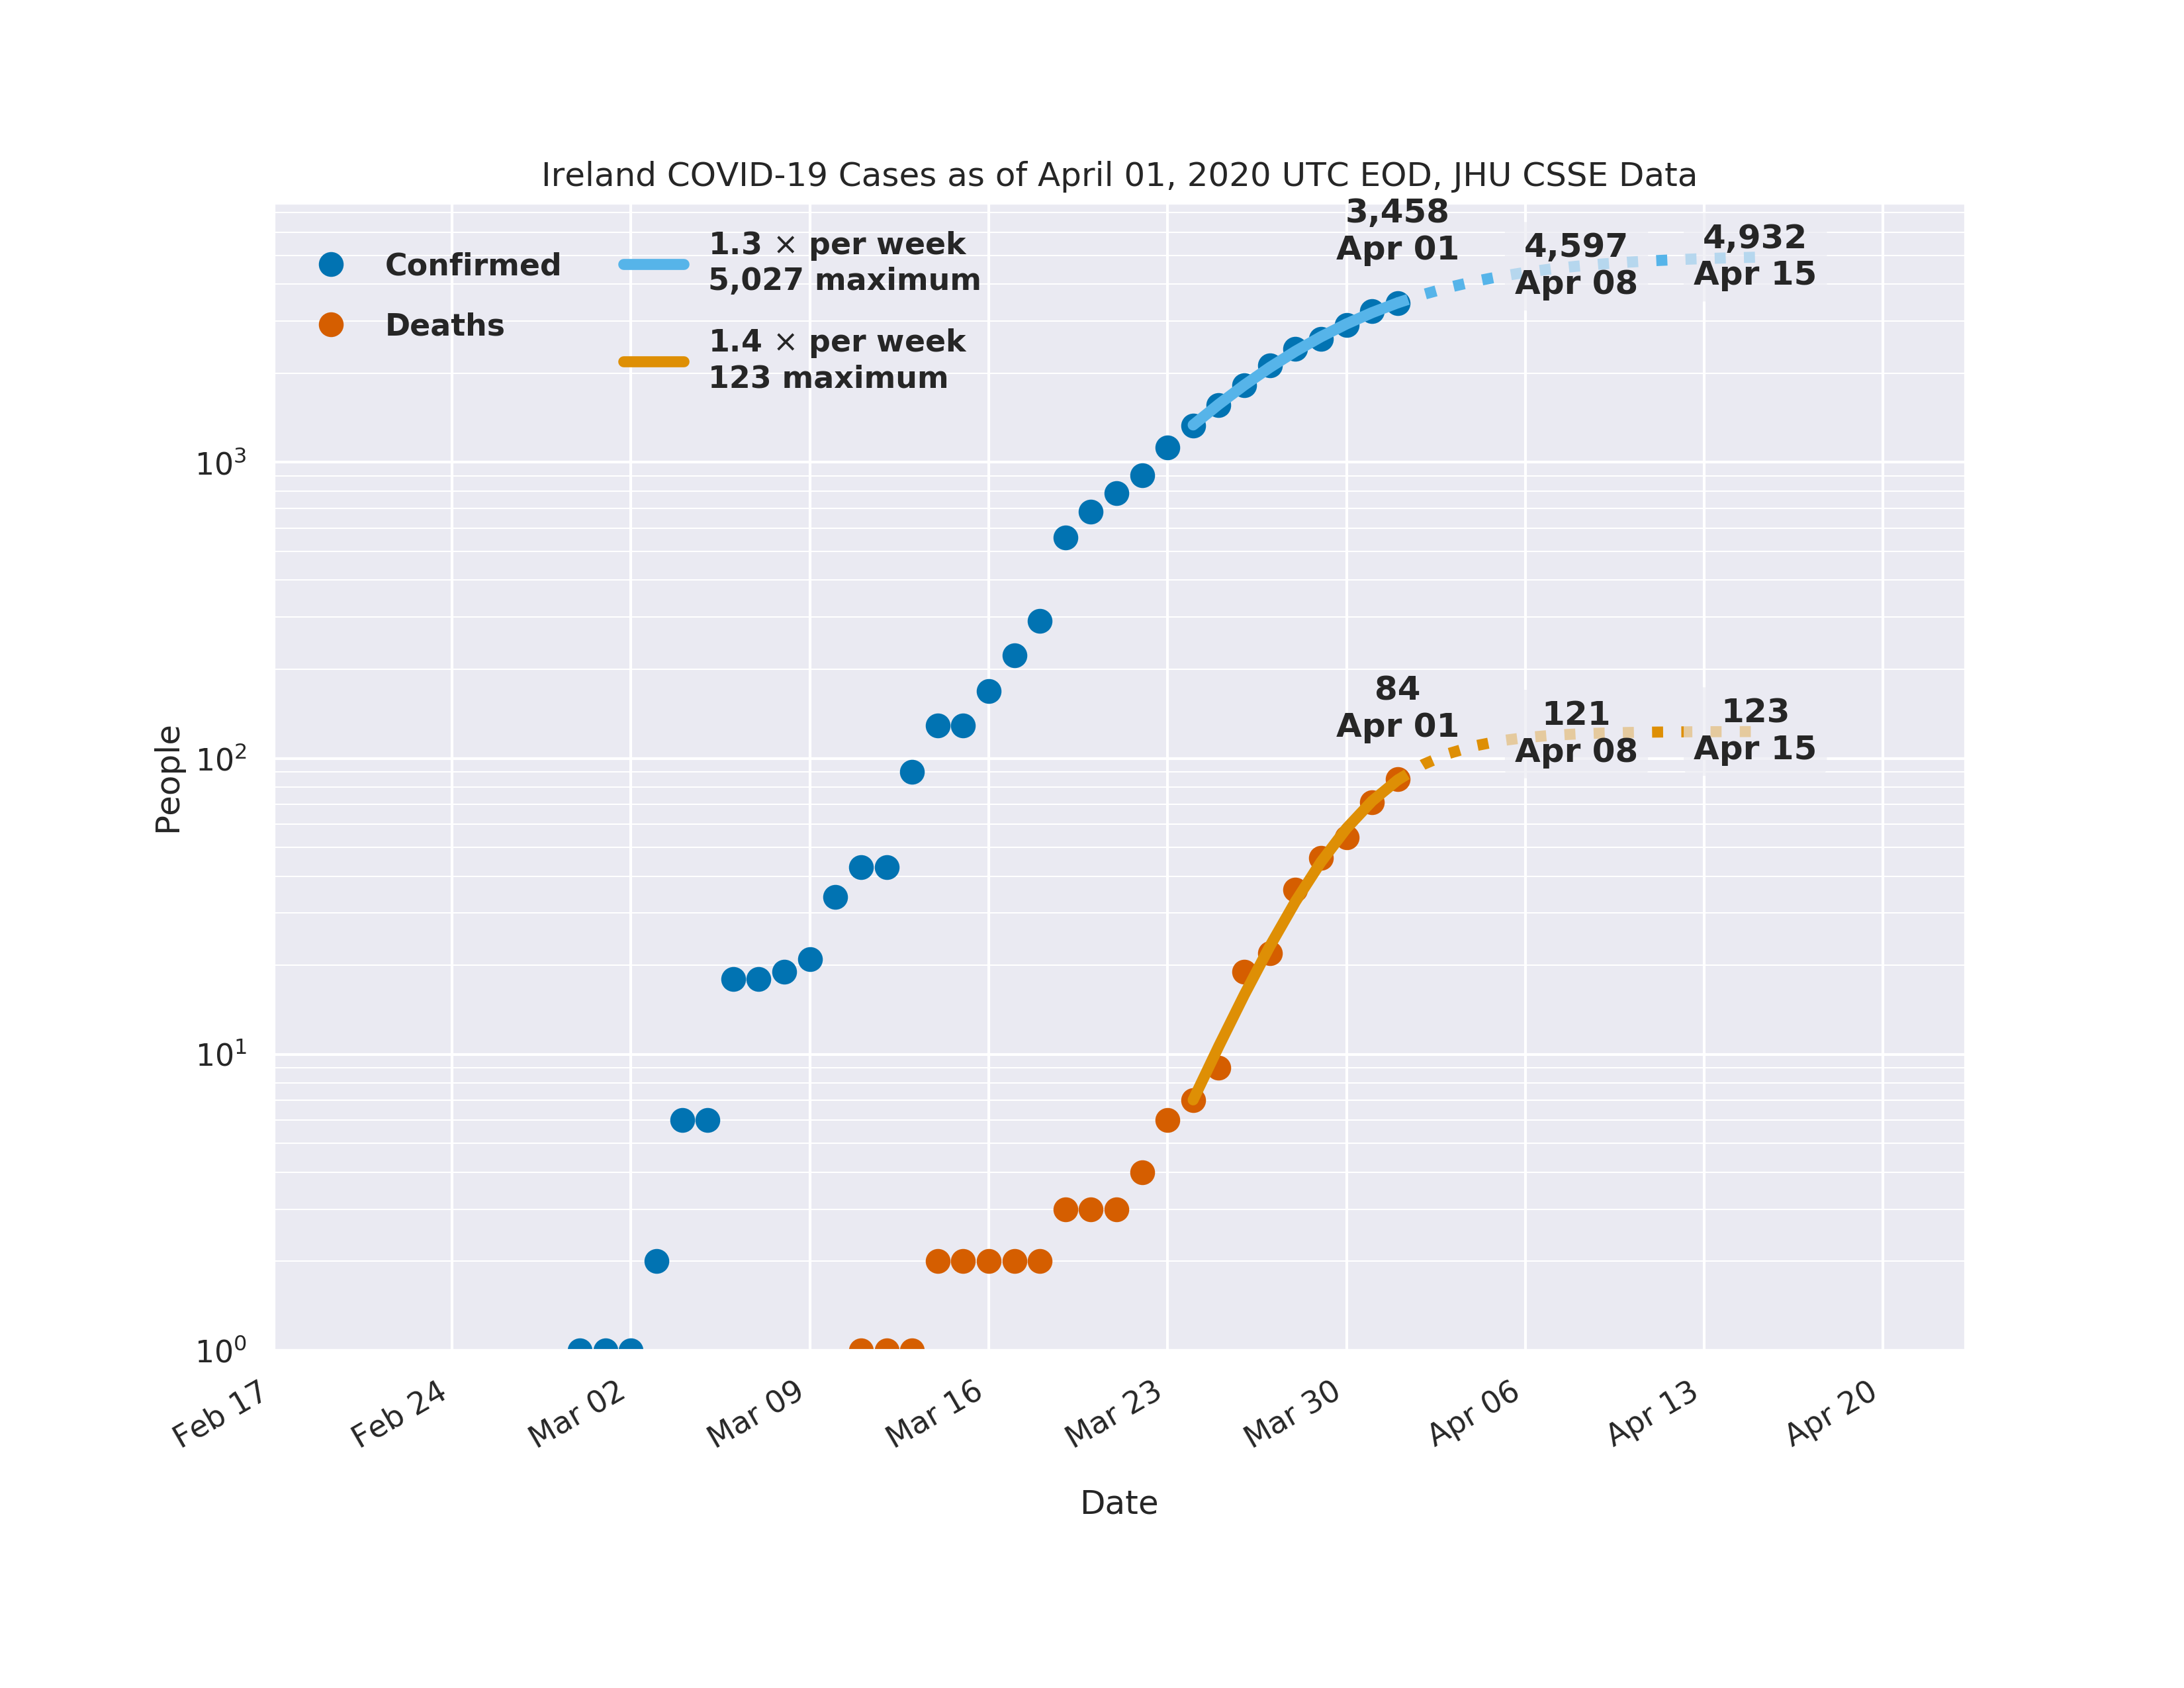 Ireland COVID-19 Cases as of April 01, 2020 UTC EOD, JHU CSSE Data
Confirmed
Deaths
1.3 × per week
5,027 maximum
1.4 × per week
123 maximum
3,458
Apr 01
4,597
Apr 08
4,932
Apr 15
84
Apr 01
121
Apr 08
123
Apr 15
People
10³
10²
10¹
10⁰
Feb 17
Feb 24
Mar 02
Mar 09
Mar 16
Mar 23
Mar 30
Apr 06
Apr 13
Apr 20
Date